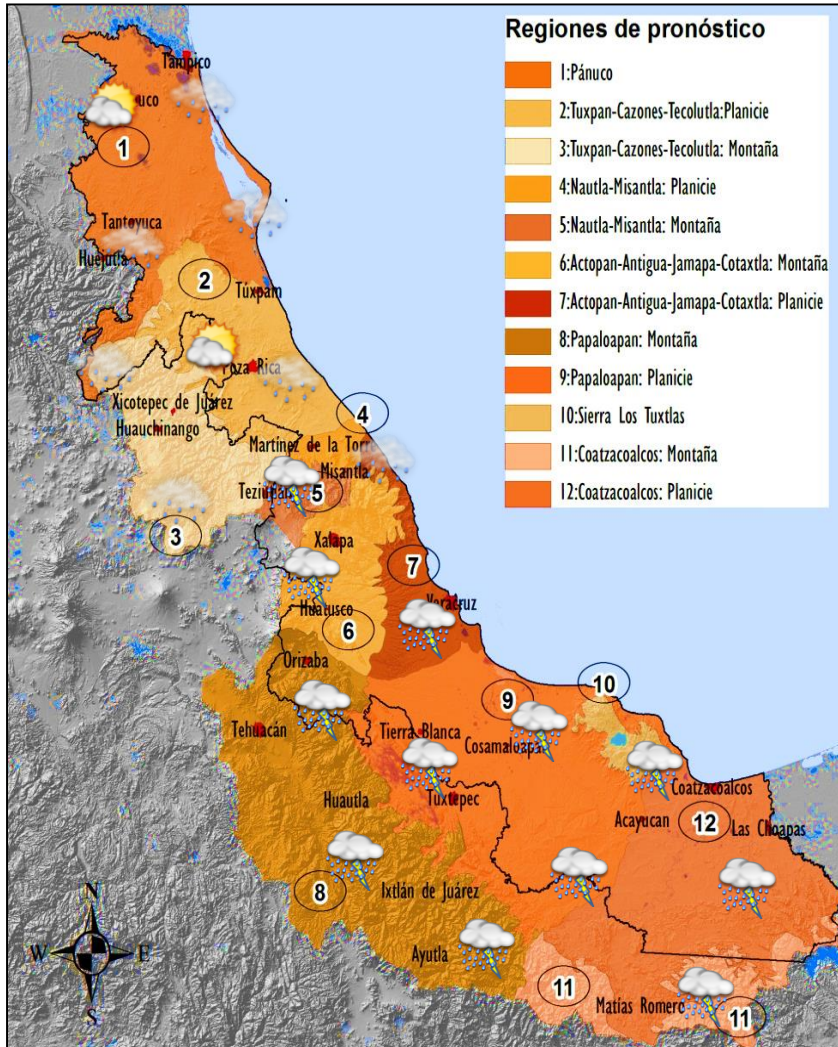 Regiones de pronóstico
1:Pánuco
2:Tuxpan-Cazones-Tecolutla:Planicie
3:Tuxpan-Cazones-Tecolutla: Montaña
4:Nautla-Misantla: Planicie
5:Nautla-Misantla: Montaña
6:Actopan-Antigua-Jamapa-Cotaxtla: Montaña
7:Actopan-Antigua-Jamapa-Cotaxtla: Planicie
8:Papaloapan: Montaña
9:Papaloapan: Planicie
10:Sierra Los Tuxtlas
11:Coatzacoalcos: Montaña
12:Coatzacoalcos: Planicie
Tampico
uco
1
Tantoyuca
Huejutla
2
Túxpam
Poza Rica
Xicotepec de Juárez
Huauchinango
4
Martínez de la Torr
Misantla
Teziutlán
5
3
Xalapa
7
Veracruz
Huatusco
6
Orizaba
10
9
Tehuacán
Tierra Blanca
Cosamaloapa
Coatzacoalcos
Huautla
Tuxtepec
Acayucan
12
Las Choapas
8
Ixtlán de Juárez
Ayutla
11
Matías Romero
11
N
W
E
S